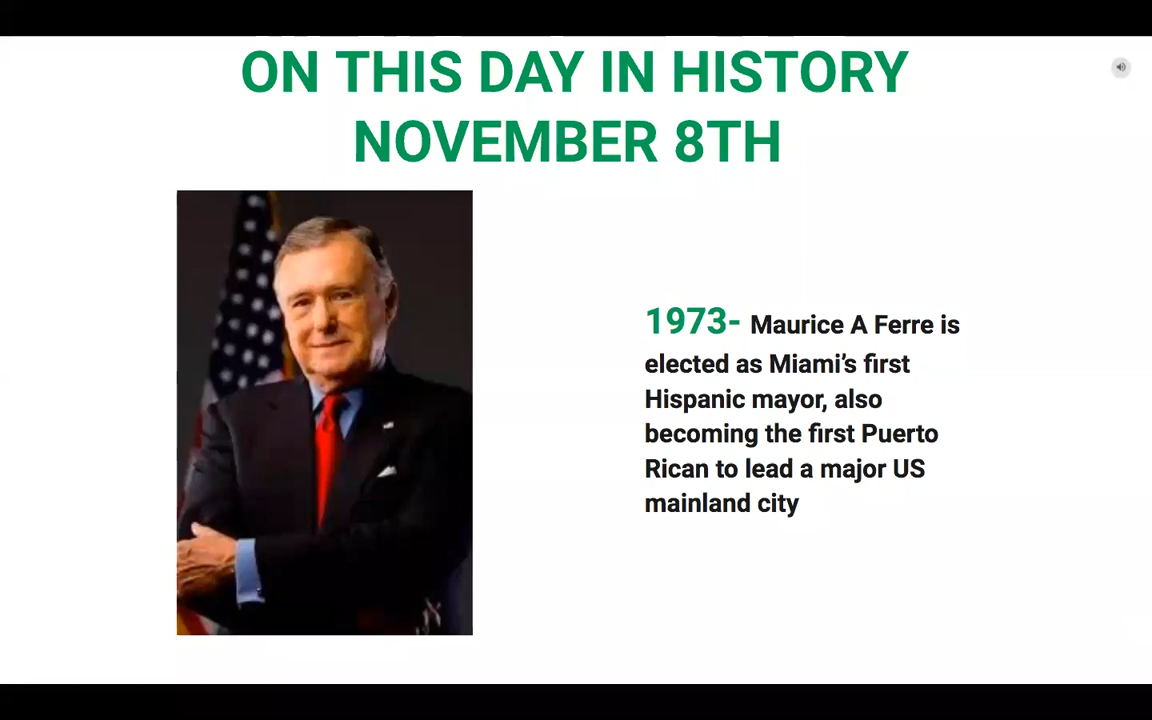 ON THIS DAY IN HISTORY
NOVEMBER 8TH
1973- Maurice A Ferre is
elected as Miami’s first
Hispanic mayor, also
becoming the first Puerto
Rican to lead a major US
mainland city